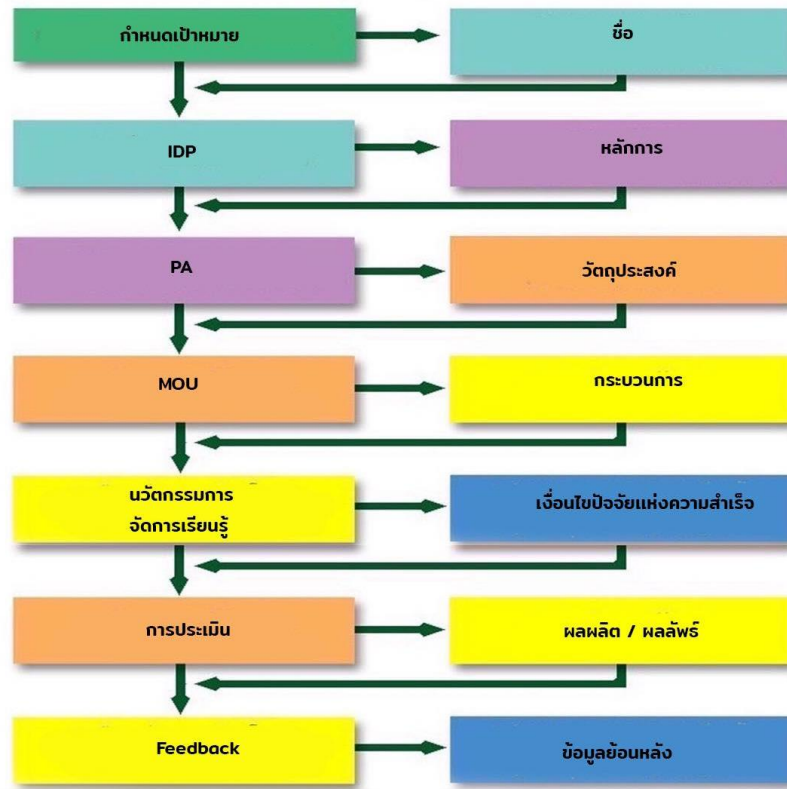 กำหนดเป้าหมาย
ชื่อ
IDP
หลักการ
PA
วัตถุประสงค์
MOU
กระบวนการ
นวัตกรรมการ
จัดการเรียนรู้
เงื่อนไขปัจจัยแห่งความสำเร็จ
การประเมิน
ผลผลิต / ผลลัพธ์
Feedback
ข้อมูลย้อนหลัง